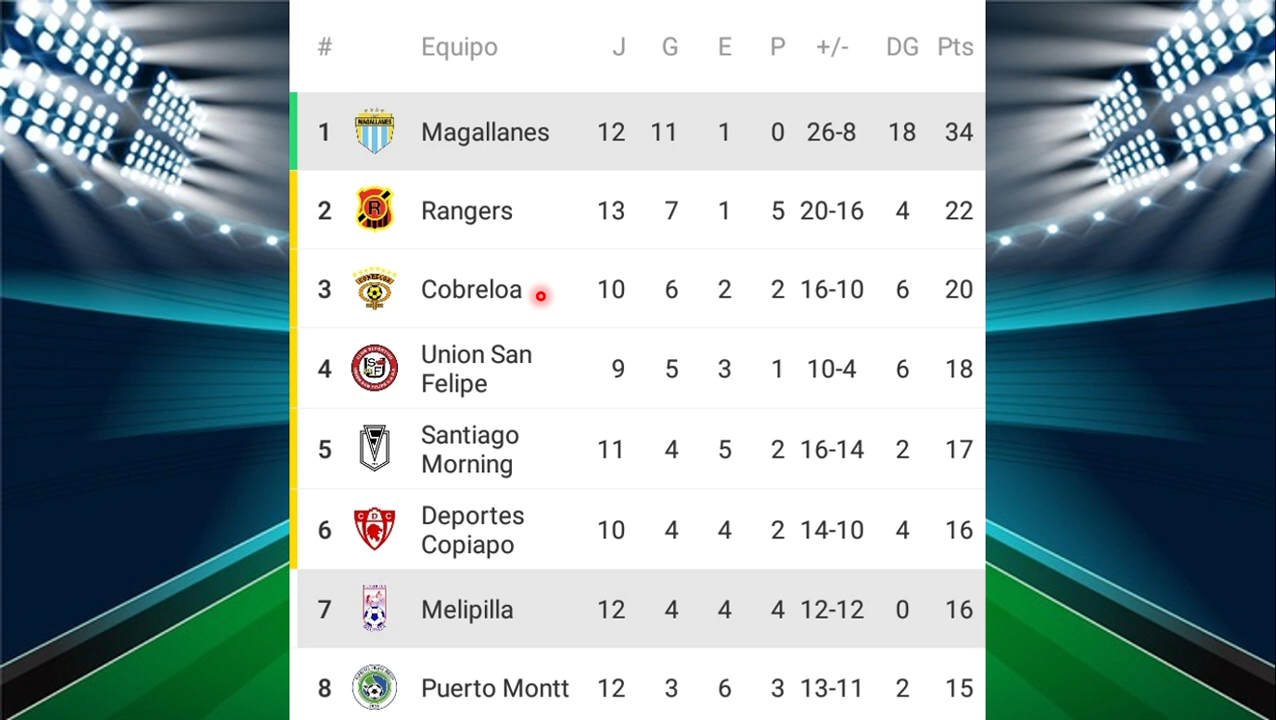 # Equipo J G E P +/- DG Pts
1 MAGALLANES Magallanes 12 11 1 0 26-8 18 34
2 R Rangers 13 7 1 5 20-16 4 22
3 Cobreloa 10 6 2 2 16-10 6 20
4 Union San
Felipe 9 5 3 1 10-4 6 18
5 Santiago
Morning 11 4 5 2 16-14 2 17
6 CDC Deportes
Copiapo 10 4 4 2 14-10 4 16
7 Melipilla 12 4 4 4 12-12 0 16
8 Puerto Montt 12 3 6 3 13-11 2 15